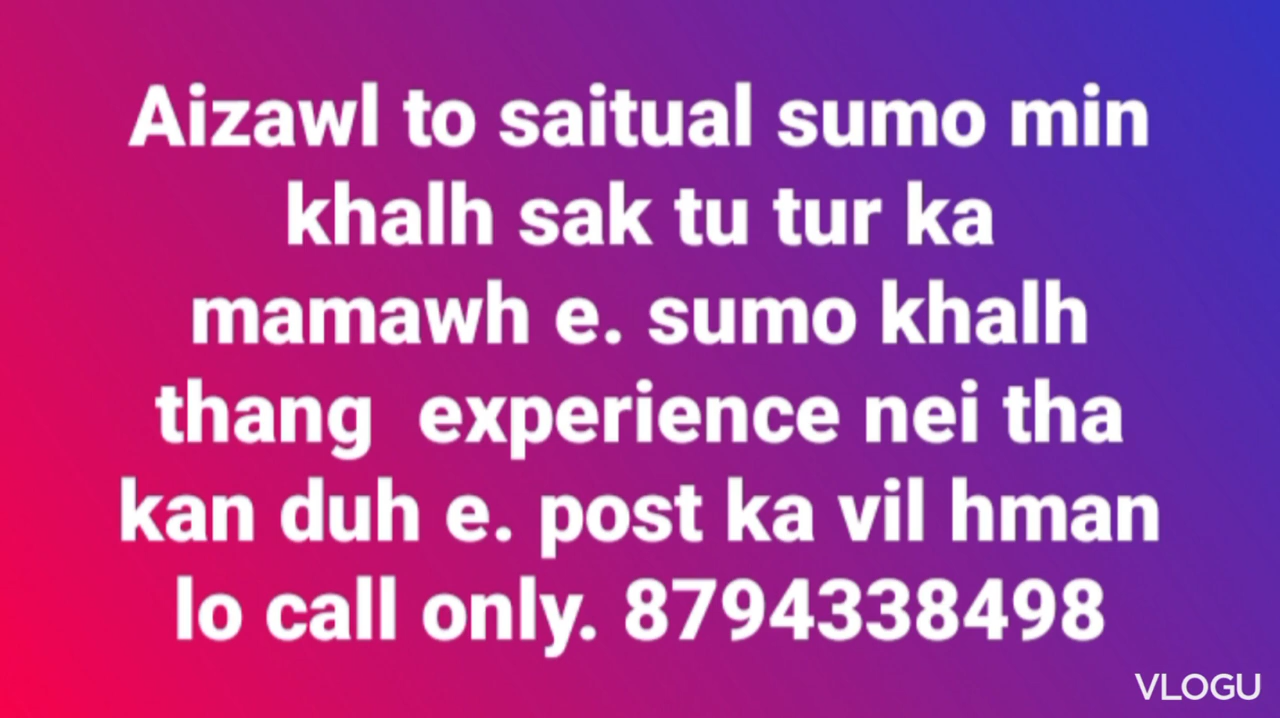 Aizawl to saitual sumo min
khalh sak tu tur ka
mamawh e. sumo khalh
thang  experience nei tha
kan duh e. post ka vil hman
lo call only. 8794338498
VLOGU